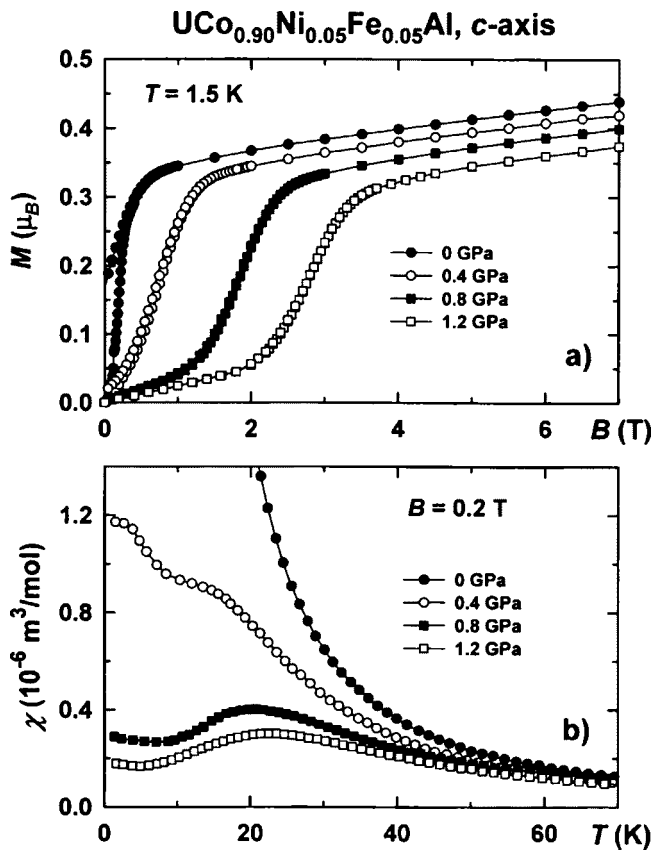 UCo0.90Ni0.05Fe0.05Al, c-axis
0.5
T = 1.5 K
0.4
0.3
M (μB)
0.2
0 GPa
0.4 GPa
0.8 GPa
1.2 GPa
0.1
a)
0.0
0 2 4 6 B (T)
B = 0.2 T
1.2
0 GPa
0.4 GPa
0.8 GPa
1.2 GPa
0.8
χ (10-6 m3/mol)
0.4
b)
0.0
0 20 40 60 T (K)